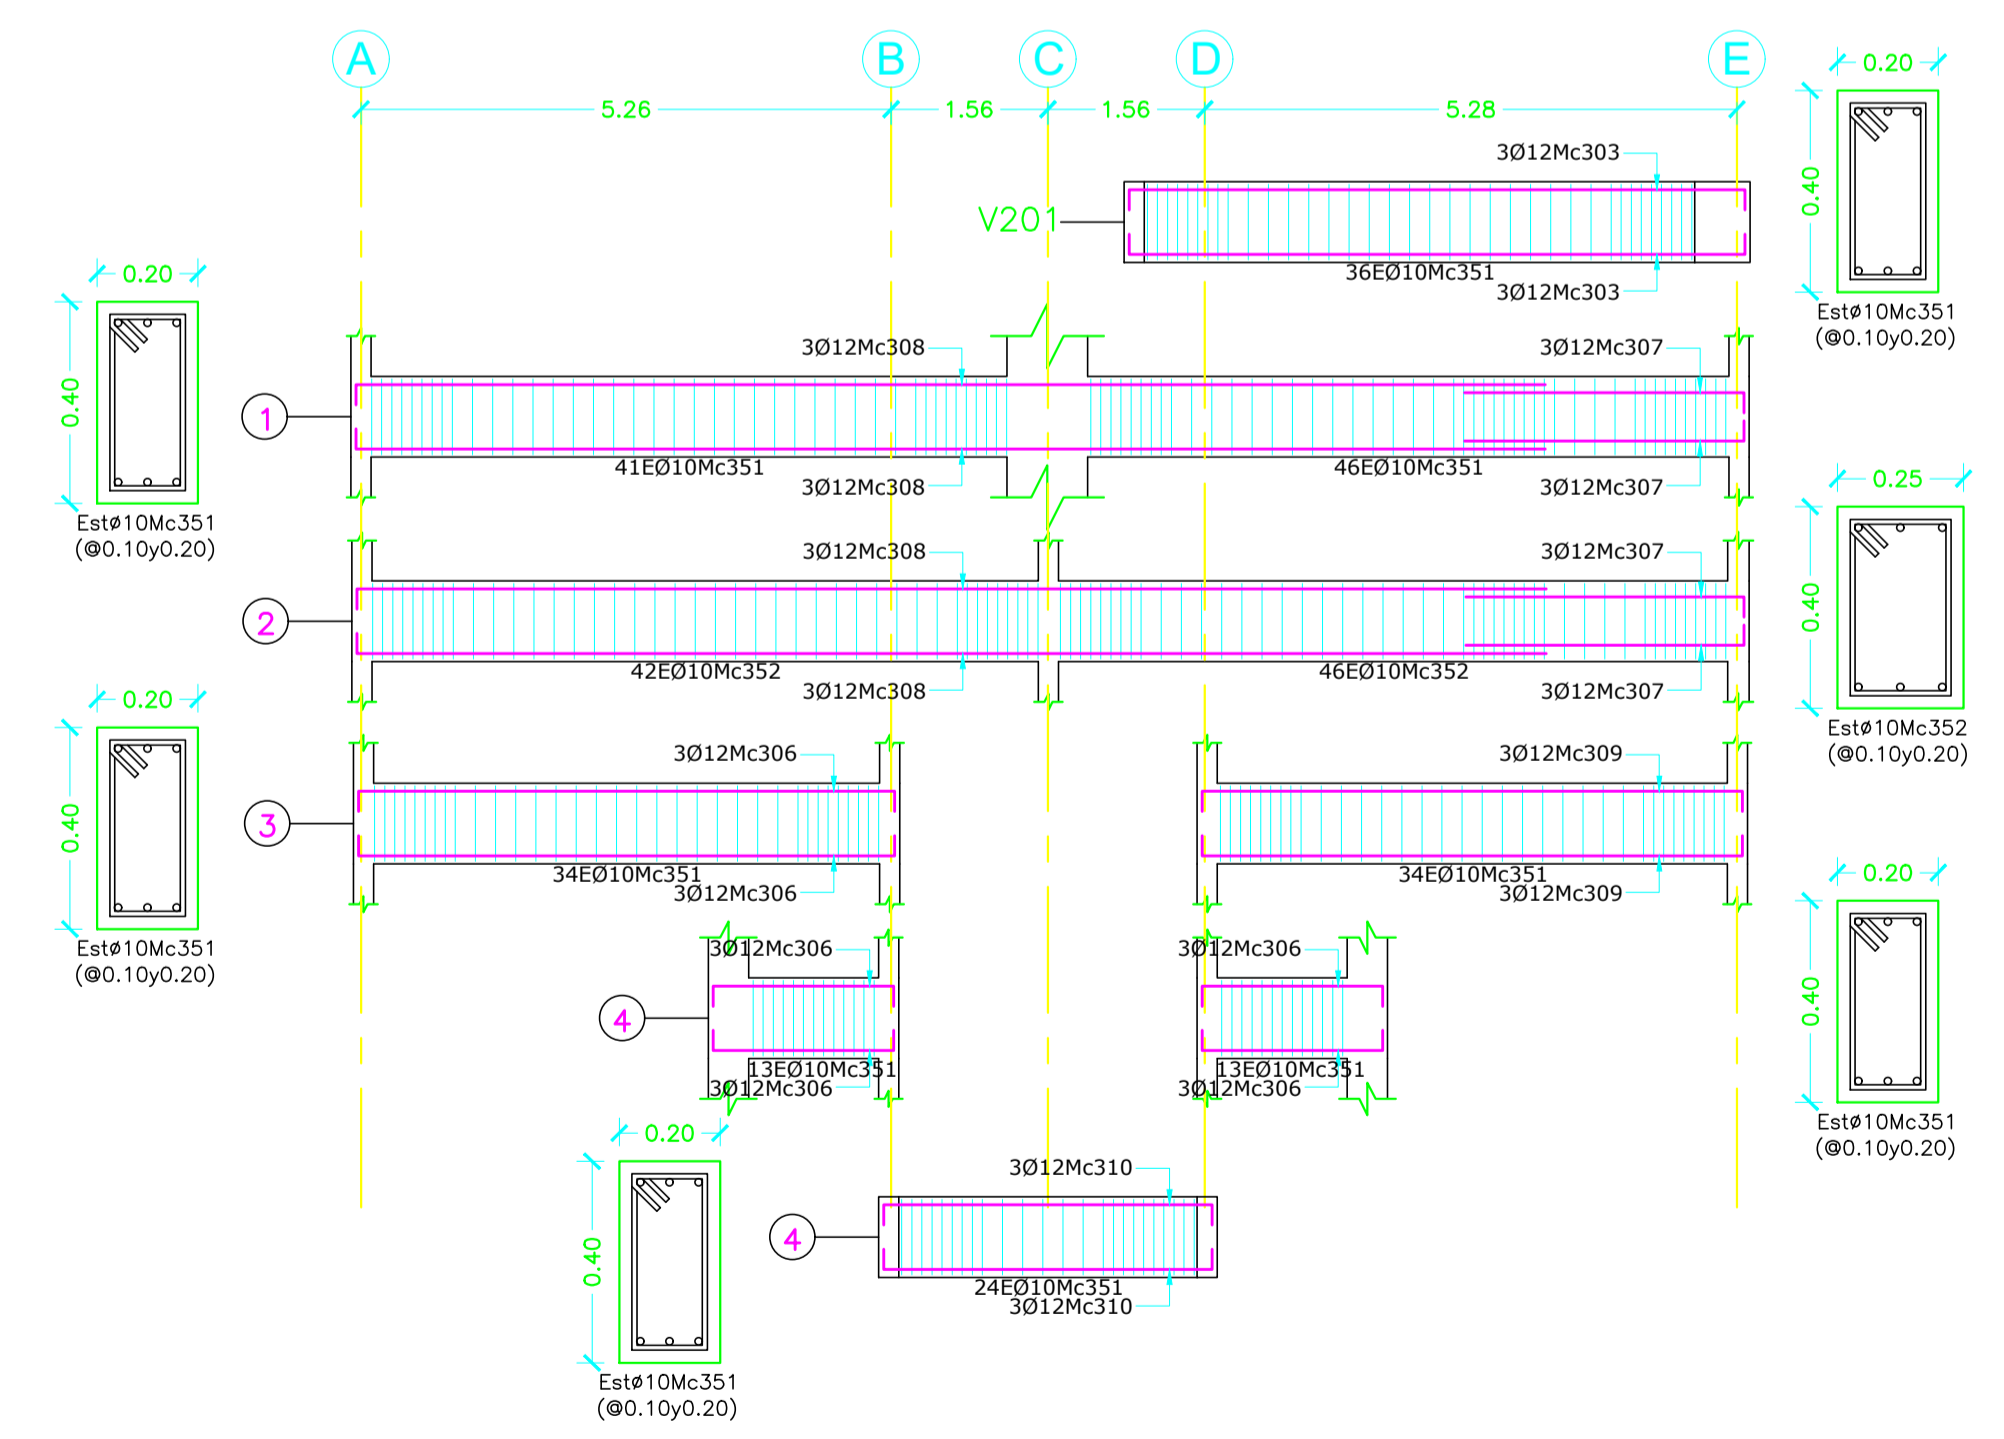 A
B
C
D
E
5.26
1.56
1.56
5.28
0.20
0.40
3Ø12Mc303
V201
36EØ10Mc351
3Ø12Mc303
EstØ10Mc351
(@0.10y0.20)
0.20
0.40
EstØ10Mc351
(@0.10y0.20)
3Ø12Mc308
3Ø12Mc307
1
41EØ10Mc351
46EØ10Mc351
3Ø12Mc308
3Ø12Mc307
0.25
0.40
EstØ10Mc352
(@0.10y0.20)
3Ø12Mc308
3Ø12Mc307
2
42EØ10Mc352
46EØ10Mc352
3Ø12Mc308
3Ø12Mc307
0.20
0.40
EstØ10Mc351
(@0.10y0.20)
3Ø12Mc306
3Ø12Mc309
3
34EØ10Mc351
34EØ10Mc351
3Ø12Mc306
3Ø12Mc309
0.20
0.40
EstØ10Mc351
(@0.10y0.20)
3Ø12Mc306
3Ø12Mc306
4
13EØ10Mc351
13EØ10Mc351
3Ø12Mc306
3Ø12Mc306
0.20
0.40
EstØ10Mc351
(@0.10y0.20)
3Ø12Mc310
4
24EØ10Mc351
3Ø12Mc310